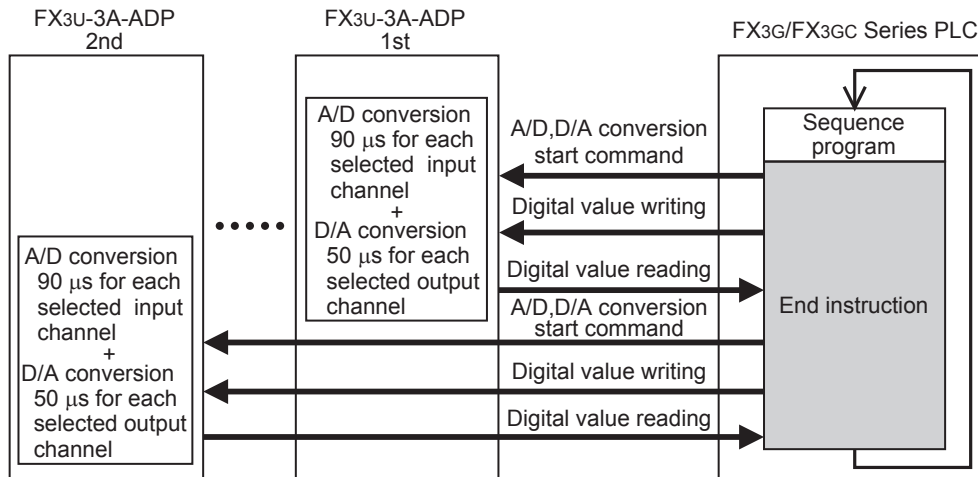 FX3U-3A-ADP
2nd
FX3U-3A-ADP
1st
FX3G/FX3GC Series PLC
A/D conversion
90 μs for each
selected input
channel
+
D/A conversion
50 μs for each
selected output
channel
A/D conversion
90 μs for each
selected input
channel
+
D/A conversion
50 μs for each
selected output
channel
A/D,D/A conversion
start command
Digital value writing
Digital value reading
A/D,D/A conversion
start command
Digital value writing
Digital value reading
Sequence
program
End instruction